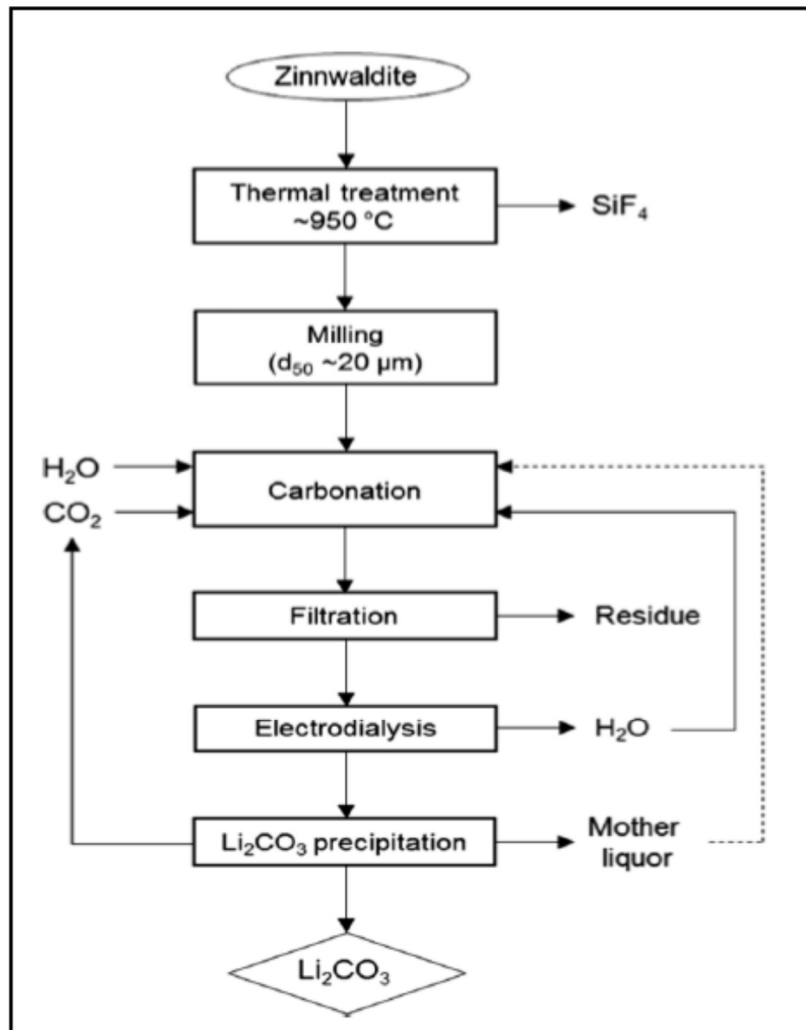 Zinnwaldite
Thermal treatment
~950 °C
SiF₄
Milling
(d₅₀ ~20 µm)
H₂O
CO₂
Carbonation
Filtration
Residue
Electrodialysis
H₂O
Li₂CO₃ precipitation
Mother
liquor
Li₂CO₃